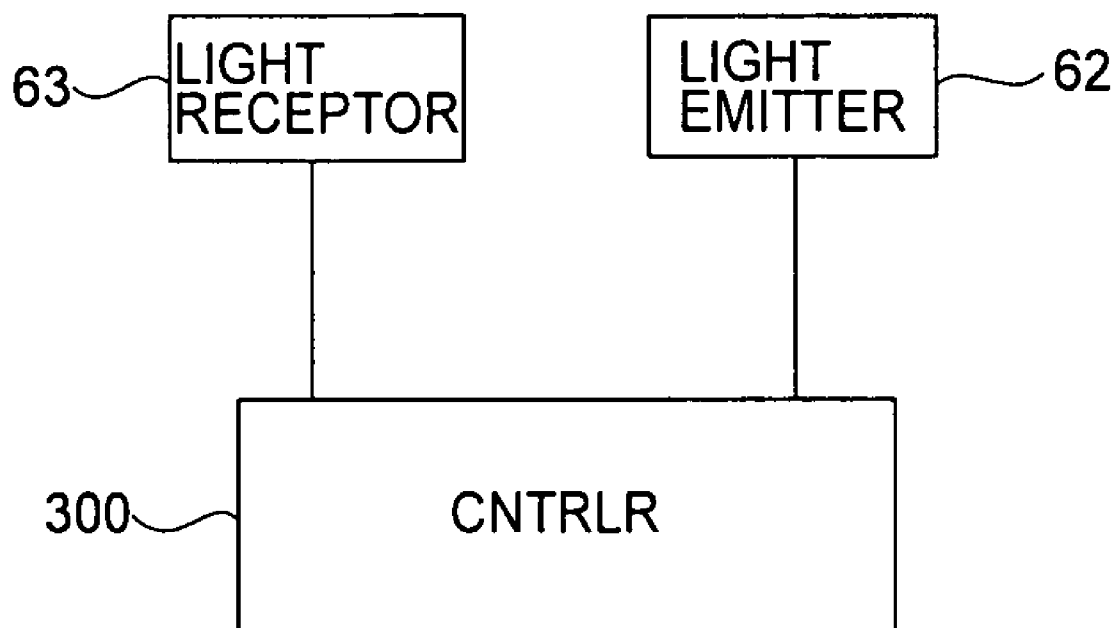 63
LIGHT
RECEPTOR
LIGHT
EMITTER
62
300
CNTRLR